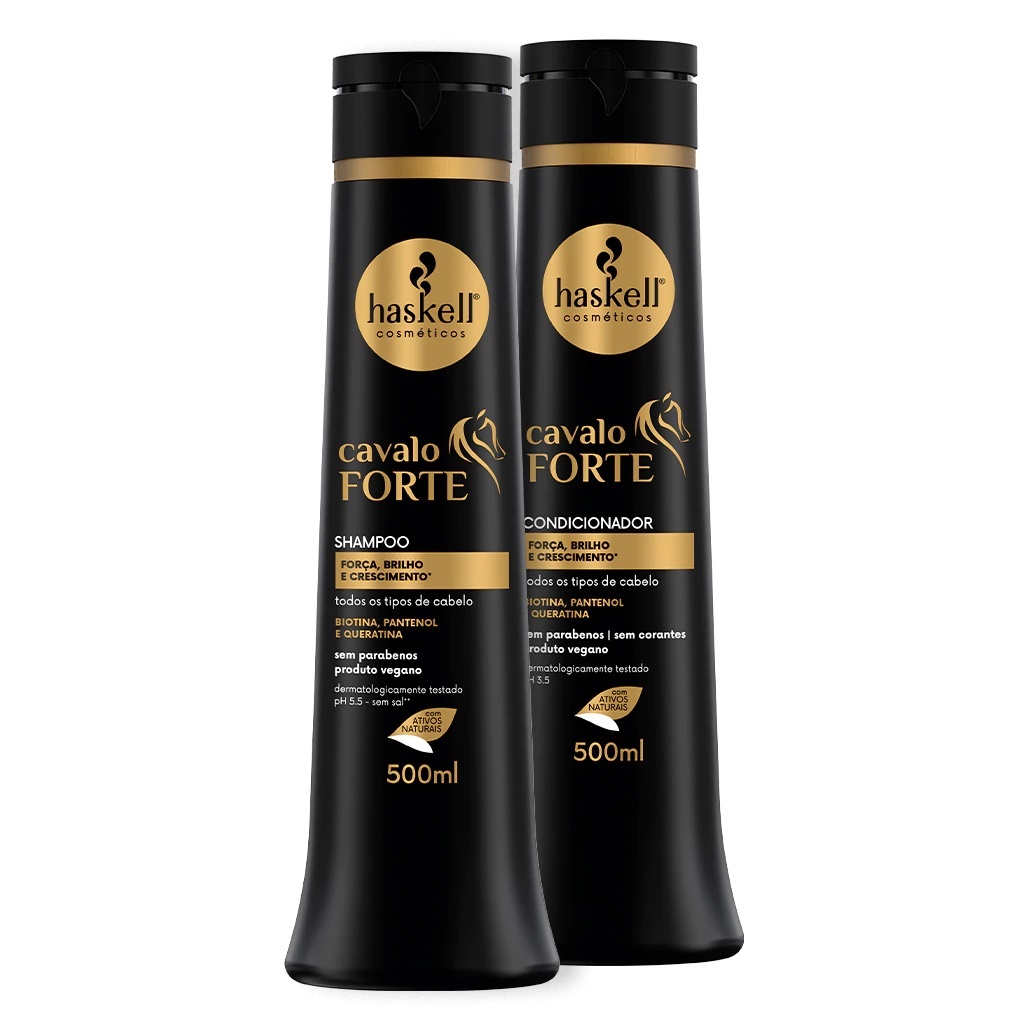 haskell®
cosméticos
cavalo
FORTE
SHAMPOO
FORÇA, BRILHO
E CRESCIMENTO*
todos os tipos de cabelo
BIOTINA, PANTENOL
E QUERATINA
sem parabenos
produto vegano
dermatologicamente testado
pH 5.5 - sem sal**
com
ATIVOS
NATURAIS
500ml
haskell®
cosméticos
cavalo
FORTE
CONDICIONADOR
FORÇA, BRILHO
E CRESCIMENTO*
todos os tipos de cabelo
BIOTINA, PANTENOL
QUERATINA
em parabenos | sem corantes
produto vegano
dermatologicamente testado
H 3.5
com
ATIVOS
NATURAIS
500ml